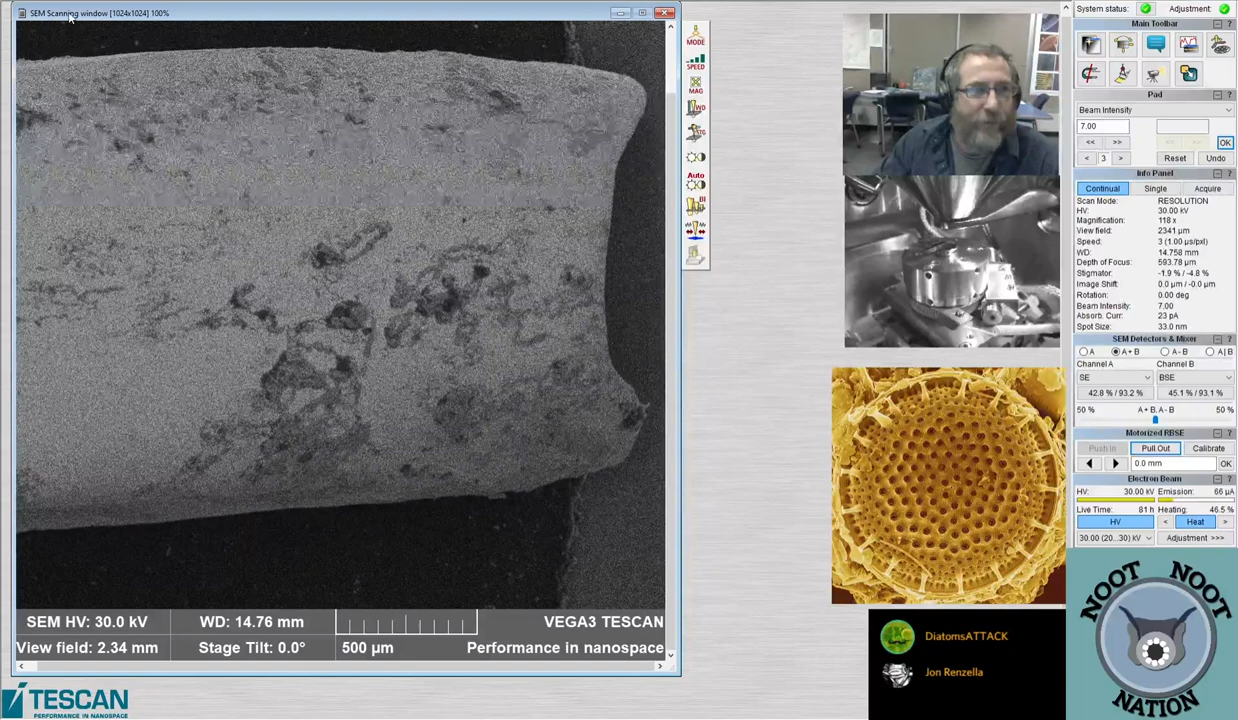 SEM Scanning window [1024x1024] 100%
MODE
SPEED
MAG
WD
STG
Auto
BI
SEM HV: 30.0 kV
WD: 14.76 mm
VEGA3 TESCAN
View field: 2.34 mm
Stage Tilt: 0.0°
500 µm
Performance in nanospace
TESCAN
PERFORMANCE IN NANOSPACE
DiatomsATTACK
Jon Renzella
System status:
Adjustment:
Main Toolbar
Pad
Beam Intensity
7.00
<< >>
<< >>
OK
< 3 >
Reset
Undo
Info Panel
Continual
Single
Acquire
Scan Mode: RESOLUTION
HV: 30.00 kV
Magnification: 118 x
View field: 2341 µm
Speed: 3 (1.00 µs/pxl)
WD: 14.758 mm
Depth of Focus: 593.78 µm
Stigmator: -1.9 % / -4.8 %
Image Shift: 0.0 µm / -0.0 µm
Rotation: 0.00 deg
Beam Intensity: 7.00
Absorb. Curr: 23 pA
Spot Size: 33.0 nm
SEM Detectors & Mixer
A
A + B
A - B
A|B
Channel A
Channel B
SE
BSE
42.8 % / 93.2 %
45.1 % / 93.1 %
50 %
A + B, A - B
50 %
Motorized RBSE
Push In
Pull Out
Calibrate
0.0 mm
OK
Electron Beam
HV: 30.00 kV
Emission: 66 µA
Live Time: 81 h
Heating: 46.5 %
HV
<
Heat
>
30.00 (20...30) kV
Adjustment >>>
NOOT NOOT
NATION